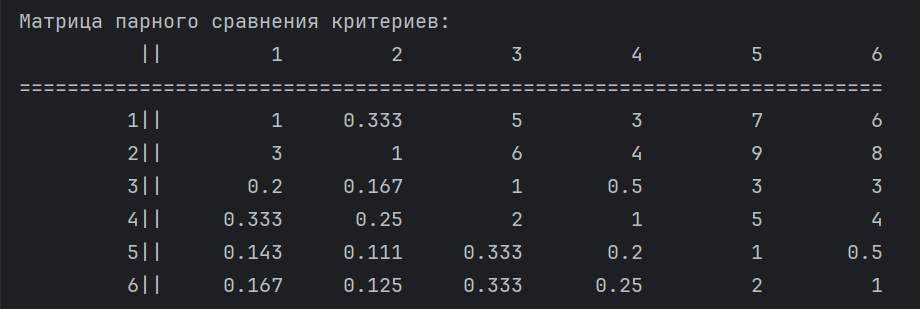 Матрица парного сравнения критериев:
          ||         1         2         3         4         5         6
========================================================================
         1||         1     0.333         5         3         7         6
         2||         3         1         6         4         9         8
         3||       0.2     0.167         1       0.5         3         3
         4||     0.333      0.25         2         1         5         4
         5||     0.143     0.111     0.333       0.2         1       0.5
         6||     0.167     0.125     0.333      0.25         2         1